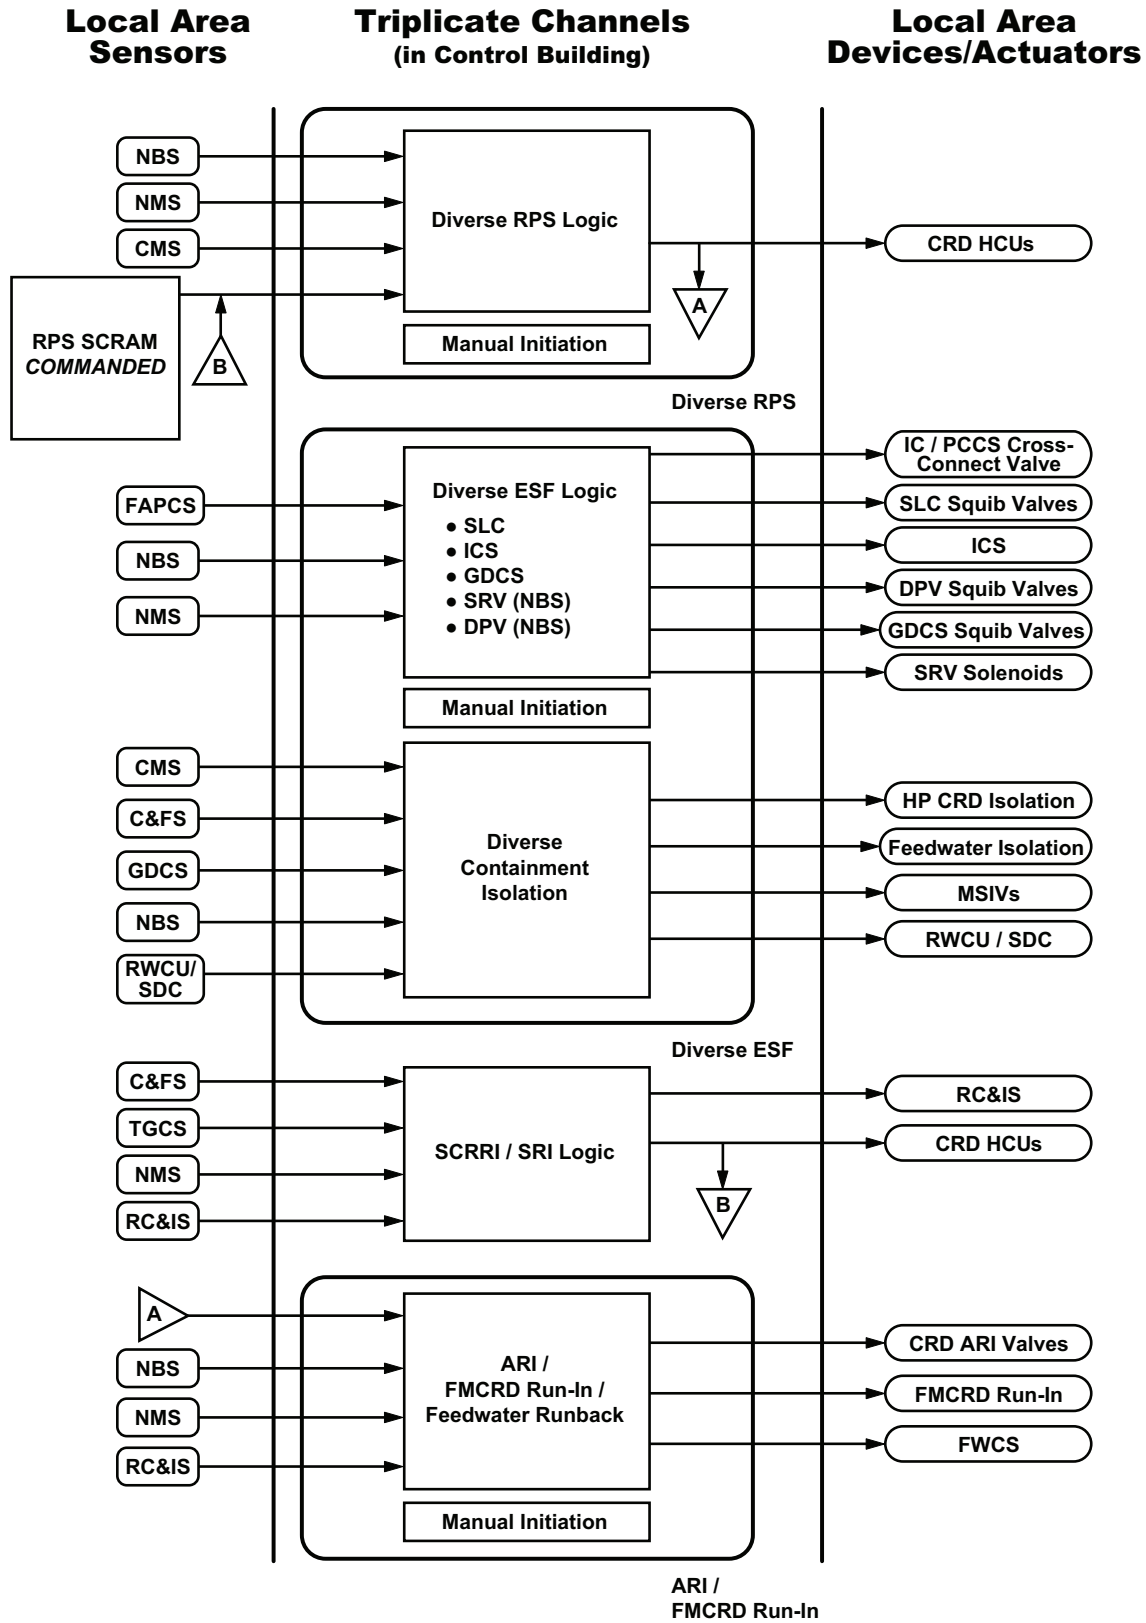 Local Area
Sensors
Triplicate Channels
(in Control Building)
Local Area
Devices/Actuators
NBS
NMS
CMS
RPS SCRAM
COMMANDED
B
Diverse RPS Logic
Manual Initiation
A
CRD HCUs
Diverse RPS
FAPCS
NBS
NMS
Diverse ESF Logic
● SLC
● ICS
● GDCS
● SRV (NBS)
● DPV (NBS)
Manual Initiation
IC / PCCS Cross-
Connect Valve
SLC Squib Valves
ICS
DPV Squib Valves
GDCS Squib Valves
SRV Solenoids
CMS
C&FS
GDCS
NBS
RWCU/
SDC
Diverse
Containment
Isolation
HP CRD Isolation
Feedwater Isolation
MSIVs
RWCU / SDC
Diverse ESF
C&FS
TGCS
NMS
RC&IS
SCRRI / SRI Logic
B
RC&IS
CRD HCUs
A
NBS
NMS
RC&IS
ARI /
FMCRD Run-In /
Feedwater Runback
Manual Initiation
CRD ARI Valves
FMCRD Run-In
FWCS
ARI /
FMCRD Run-In